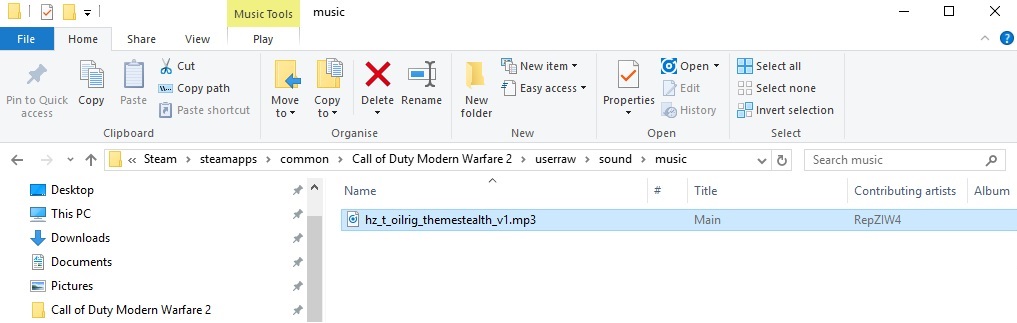 Music Tools
music
File
Home
Share
View
Play
Pin to Quick
access
Copy
Paste
Cut
Copy path
Paste shortcut
Move
to
Copy
to
Delete
Rename
New
folder
New item
Easy access
Properties
Open
Edit
History
Select all
Select none
Invert selection
Clipboard
Organise
New
Open
Select
« Steam > steamapps > common > Call of Duty Modern Warfare 2 > userraw > sound > music
Search music
Desktop
This PC
Downloads
Documents
Pictures
Call of Duty Modern Warfare 2
Name
#
Title
Contributing artists
Album
hz_t_oilrig_themestealth_v1.mp3
Main
RepZIW4